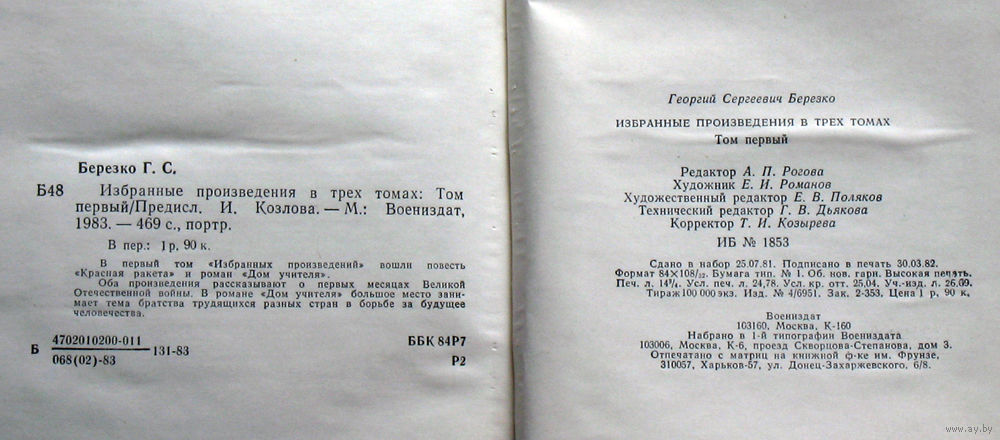 Березко Г. С.
Б48 Избранные произведения в трех томах: Том
первый/Предисл. И. Козлова. — М.: Воениздат,
1983. — 469 с., портр.
В пер.: 1 р. 90 к.
В первый том «Избранных произведений» вошли повесть
«Красная ракета» и роман «Дом учителя».
Оба произведения рассказывают о первых месяцах Великой
Отечественной войны. В романе «Дом учителя» большое место зани-
мает тема братства трудящихся разных стран в борьбе за будущее
человечества.
Б 4702010200-011
068(02)-83 —131-83
ББК 84Р7
Р2
Георгий Сергеевич Березко
ИЗБРАННЫЕ ПРОИЗВЕДЕНИЯ В ТРЕХ ТОМАХ
Том первый
Редактор А. П. Рогова
Художник Е. И. Романов
Художественный редактор Е. В. Поляков
Технический редактор Г. В. Дьякова
Корректор Т. И. Козырева
ИБ № 1853
Сдано в набор 25.07.81. Подписано в печать 30.03.82.
Формат 84×108/32. Бумага тип. № 1. Об. нов. гарн. Высокая печать.
Печ. л. 14¾. Усл. печ. л. 24,78. Усл. кр. отт. 25,04. Уч.-изд. л.
Тираж 100 000 экз. Изд. № 4/6951. Зак. 2-353. Цена 1 р. 90 к.
Воениздат
103160, Москва, К-160
Набрано в 1-й типографии Воениздата
103006, Москва, К-6, проезд Скворцова-Степанова, дом 3.
Отпечатано с матриц на книжной ф-ке им. Фрунзе,
310057, Харьков-57, ул. Донец-Захаржевского, 6/8.
www.ay.by